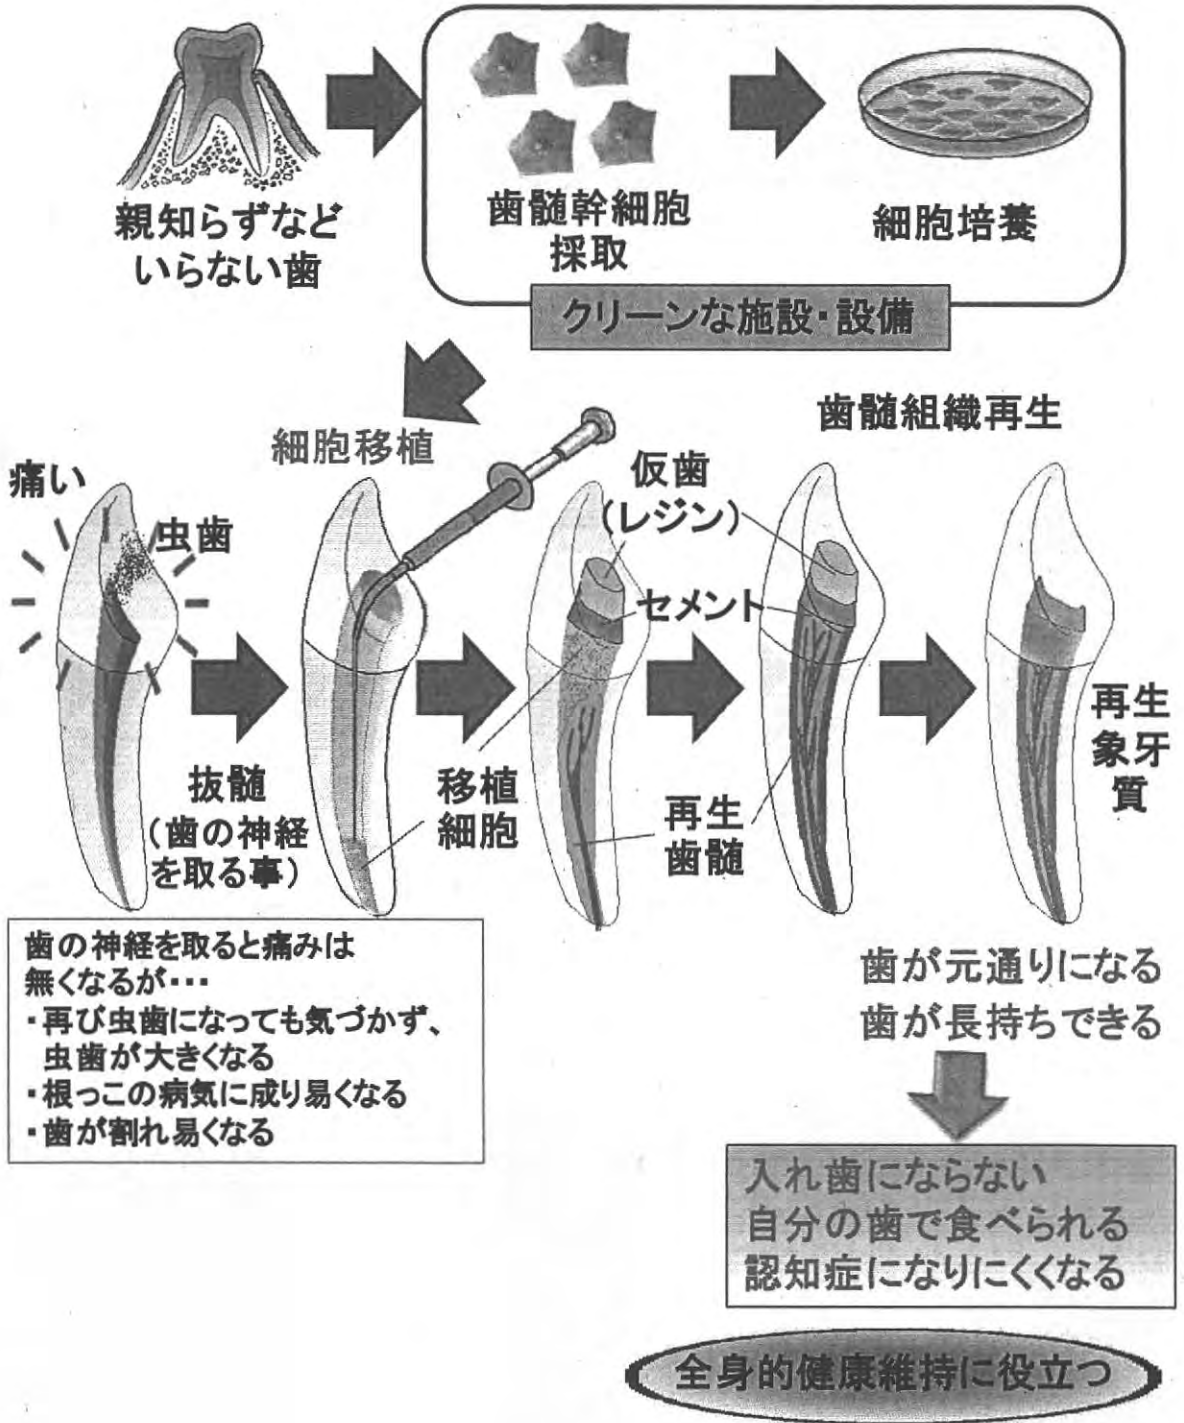 親知らずなど
いらない歯
歯髄幹細胞
採取
細胞培養
クリーンな施設・設備
細胞移植
歯髄組織再生
痛い
虫歯
仮歯
(レジン)
セメント
抜髄
(歯の神経
を取る事)
移植
細胞
再生
歯髄
再生
象牙
質
歯の神経を取ると痛みは
無くなるが・・・
・再び虫歯になっても気づかず、
虫歯が大きくなる
・根っこの病気に成り易くなる
・歯が割れ易くなる
歯が元通りになる
歯が長持ちできる
入れ歯にならない
自分の歯で食べられる
認知症になりにくくなる
全身的健康維持に役立つ